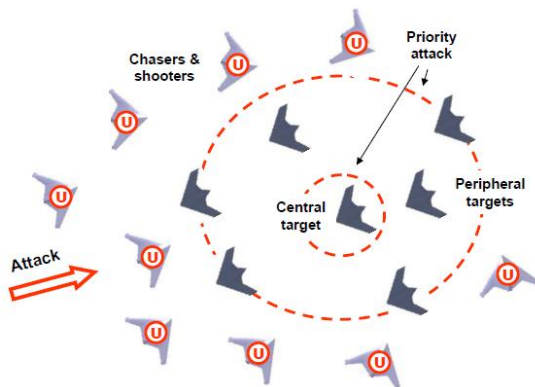 Priority
attack
Chasers &
shooters
U
U
U
U
U
Peripheral
targets
Central
target
Attack
U
U
U
U
U